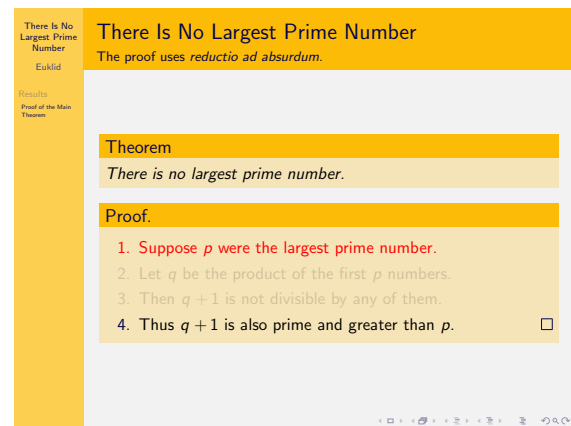 There Is No
Largest Prime
Number
Euklid
Results
Proof of the Main
Theorem
There Is No Largest Prime Number
The proof uses reductio ad absurdum.
Theorem
There is no largest prime number.
Proof.
1. Suppose p were the largest prime number.
2. Let q be the product of the first p numbers.
3. Then q + 1 is not divisible by any of them.
4. Thus q + 1 is also prime and greater than p. □